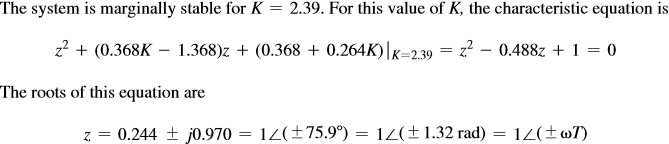 The system is marginally stable for K = 2.39. For this value of K, the characteristic equation is
z² + (0.368K − 1.368)z + (0.368 + 0.264K)|K=2.39 = z² − 0.488z + 1 = 0
The roots of this equation are
z = 0.244 ± j0.970 = 1∠(±75.9°) = 1∠(±1.32 rad) = 1∠(±ωT)